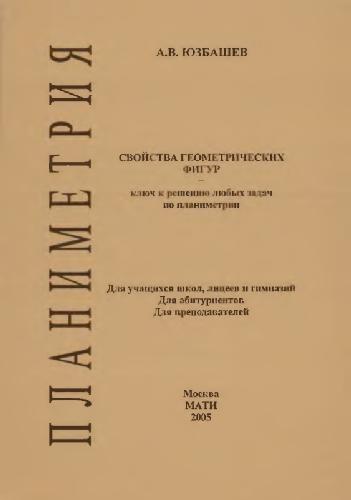 ПЛАНИМЕТРИЯ
А.В. ЮЗБАШЕВ
СВОЙСТВА ГЕОМЕТРИЧЕСКИХ
ФИГУР
–
ключ к решению любых задач
по планиметрии
Для учащихся школ, лицеев и гимназий
Для абитуриентов
Для преподавателей
Москва
МАТИ
2005